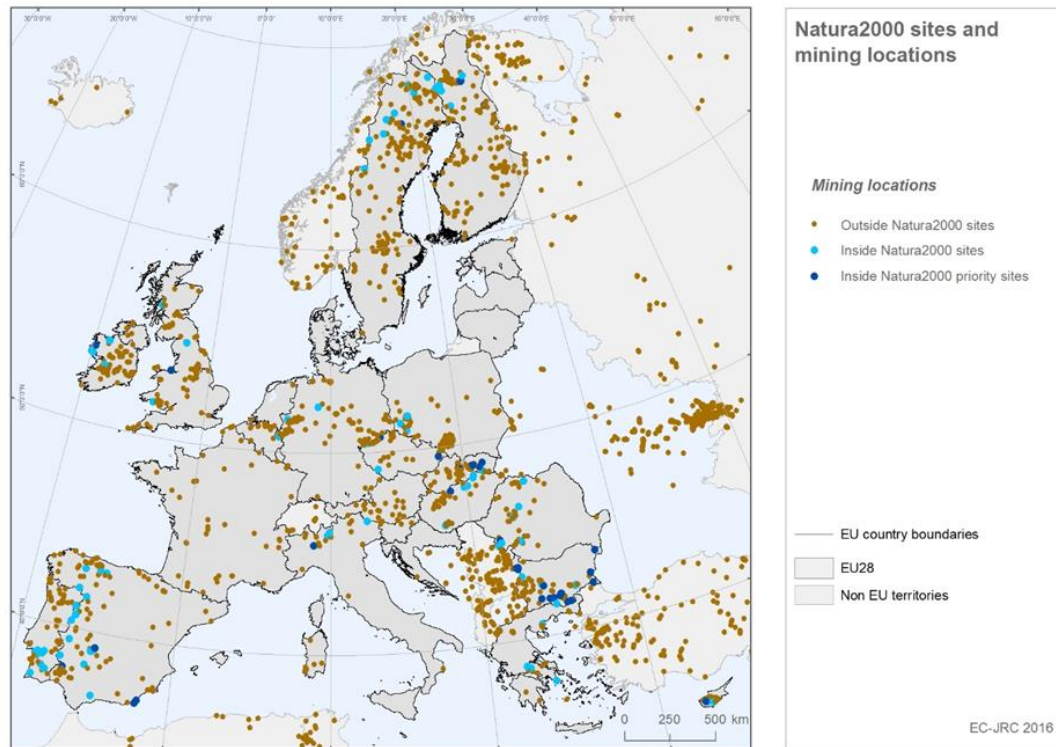 Natura2000 sites and
mining locations
Mining locations
Outside Natura2000 sites
Inside Natura2000 sites
Inside Natura2000 priority sites
EU country boundaries
EU28
Non EU territories
0 250 500 km
EC-JRC 2016